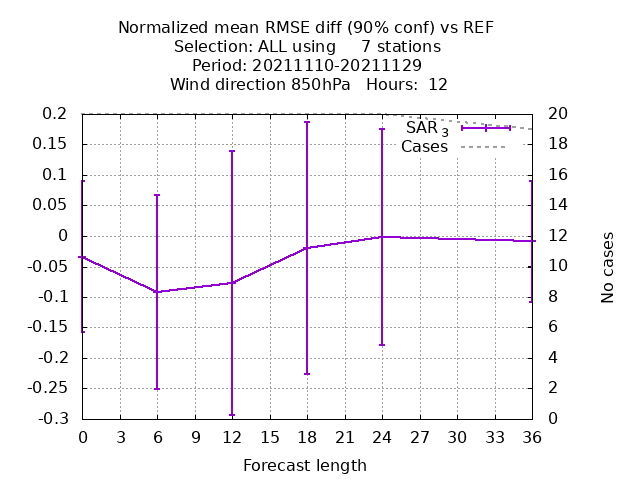 Normalized mean RMSE diff (90% conf) vs REF
Selection: ALL using     7 stations
Period: 20211110-20211129
Wind direction 850hPa   Hours:  12
0.2
0.15
0.1
0.05
0
-0.05
-0.1
-0.15
-0.2
-0.25
-0.3
SAR 3
Cases
20
18
16
14
12
10
8
6
4
2
0
No cases
0 3 6 9 12 15 18 21 24 27 30 33 36
Forecast length